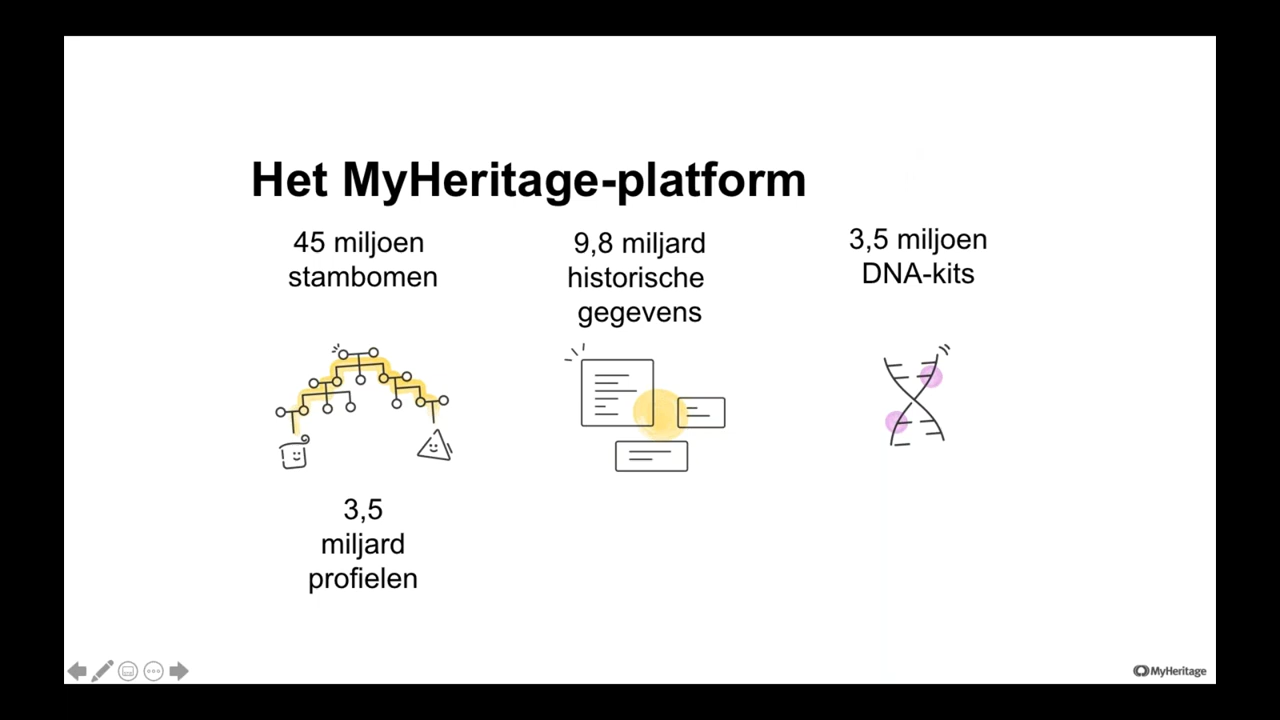 Het MyHeritage-platform
45 miljoen
stambomen
9,8 miljard
historische
gegevens
3,5 miljoen
DNA-kits
3,5
miljard
profielen
MyHeritage